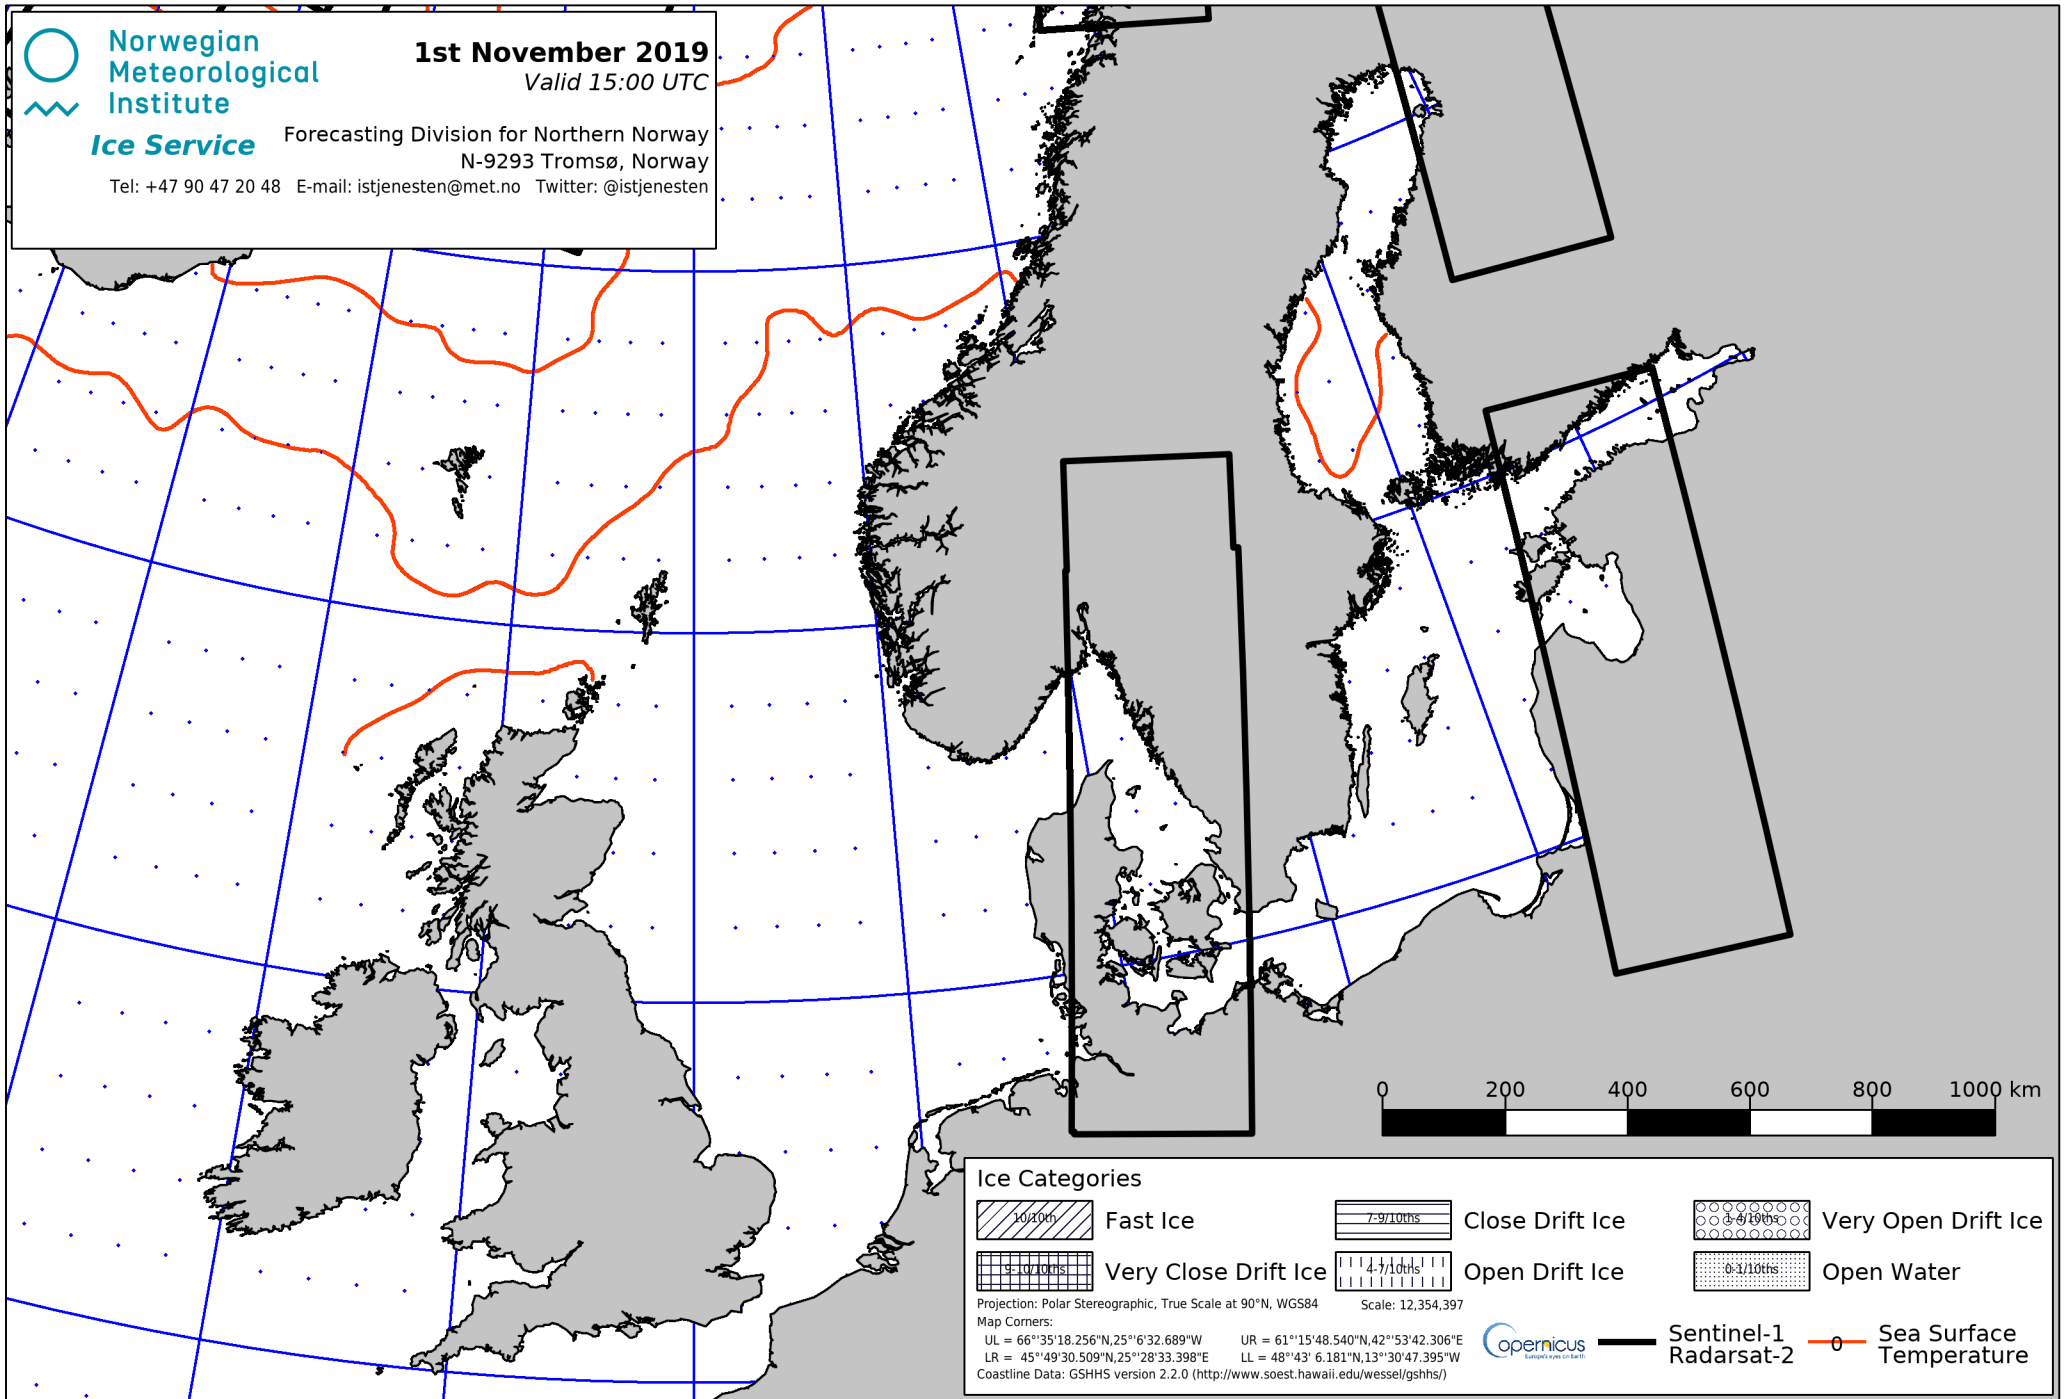 Norwegian
Meteorological
Institute
Ice Service
1st November 2019
Valid 15:00 UTC
Forecasting Division for Northern Norway
N-9293 Tromsø, Norway
Tel: +47 90 47 20 48 E-mail: istjenesten@met.no Twitter: @istjenesten
0 200 400 600 800 1000 km
Ice Categories
10/10th Fast Ice 7-9/10ths Close Drift Ice 1-4/10ths Very Open Drift Ice
9-10/10ths Very Close Drift Ice 4-7/10ths Open Drift Ice 0-1/10ths Open Water
Projection: Polar Stereographic, True Scale at 90°N, WGS84 Scale: 12,354,397
Map Corners:
UL = 66°'35'18.256"N,25°'6'32.689"W UR = 61°'15'48.540"N,42°'53'42.306"E
LR = 45°'49'30.509"N,25°'28'33.398"E LL = 48°'43' 6.181"N,13°'30'47.395"W
Coastline Data: GSHHS version 2.2.0 (http://www.soest.hawaii.edu/wessel/gshhs/)
opernicus
Europe's eyes on Earth
Sentinel-1
Radarsat-2
0
Sea Surface
Temperature